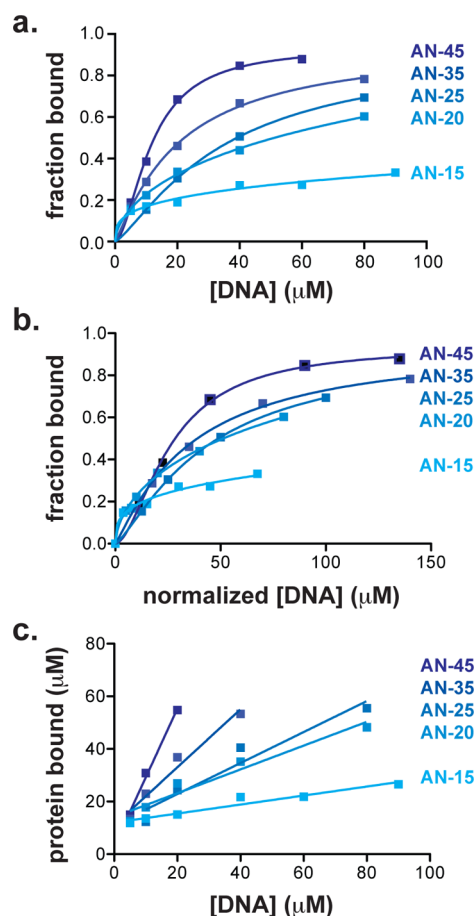 a.
1.0
0.8
0.6
0.4
0.2
0.0
fraction bound
0 20 40 60 80 100
[DNA] (μM)
AN-45
AN-35
AN-25
AN-20
AN-15
b.
1.0
0.8
0.6
0.4
0.2
0.0
fraction bound
0 50 100 150
normalized [DNA] (μM)
AN-45
AN-35
AN-25
AN-20
AN-15
c.
80
60
40
20
0
protein bound (μM)
0 20 40 60 80 100
[DNA] (μM)
AN-45
AN-35
AN-25
AN-20
AN-15